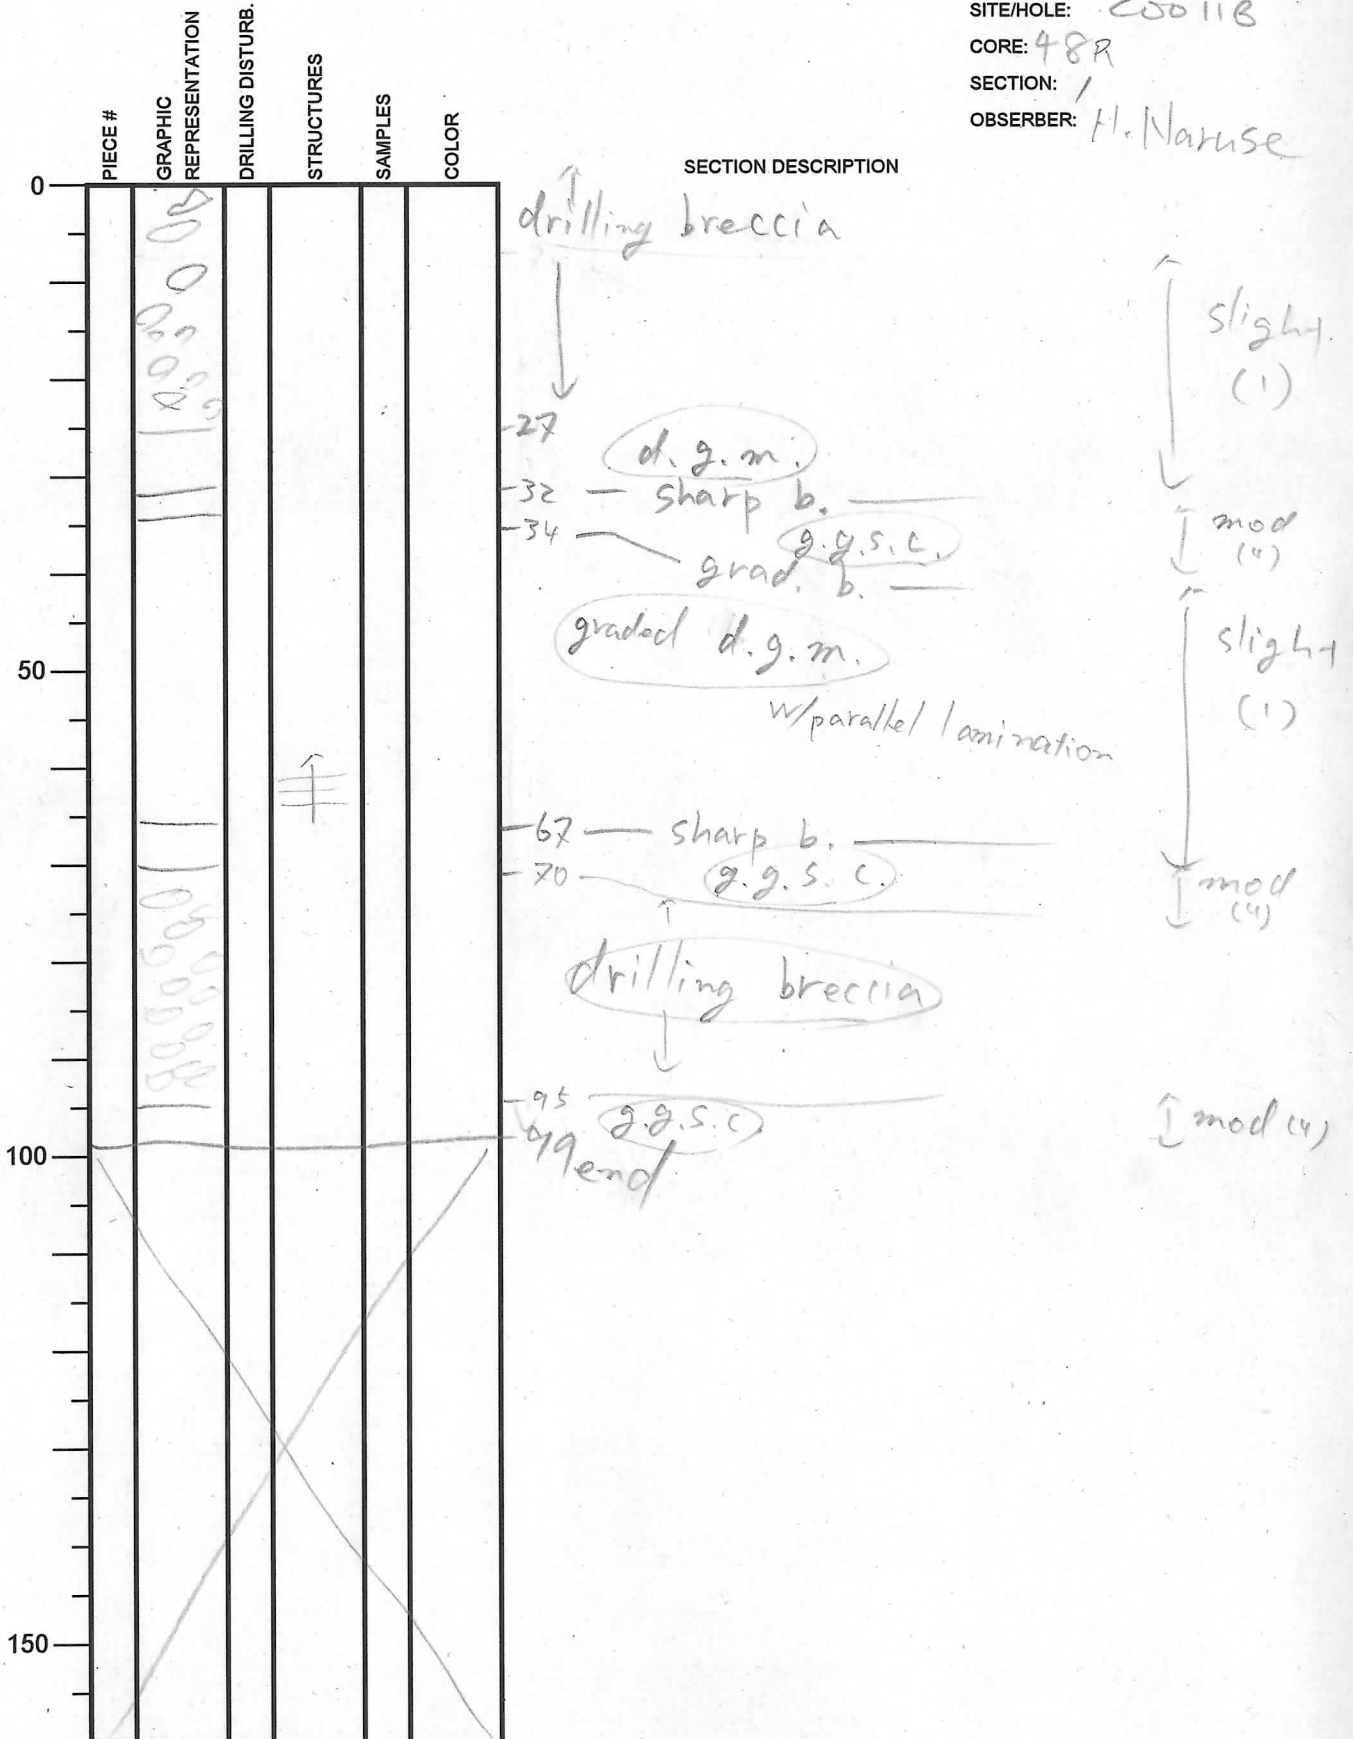 SITE/HOLE: C0011B
CORE: 48R
SECTION: 1
OBSERBER: H. Naruse
PIECE #
GRAPHIC REPRESENTATION
DRILLING DISTURB.
STRUCTURES
SAMPLES
COLOR
SECTION DESCRIPTION
0
drilling breccia
slight
(1)
27
d. g. m.
32 — sharp b.
34
g.g.s.c.
mod
(4)
grad. b.
graded d.g.m.
slight
50
(1)
w/parallel lamination
67 — sharp b.
70
g.g.s.c.
mod
(4)
drilling breccia
95
g.g.s.c.
mod (4)
99 end
100
150